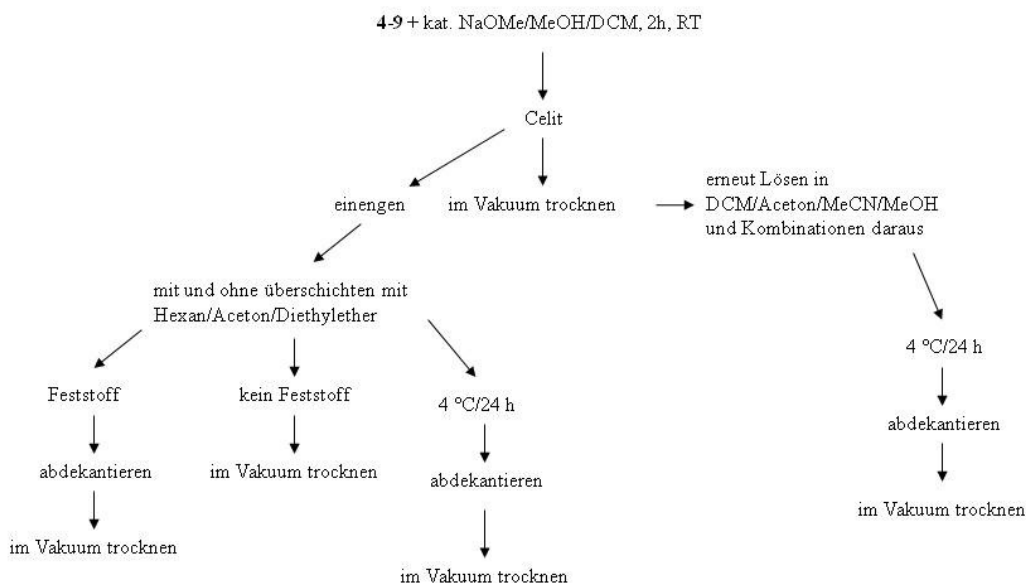 4-9 + kat. NaOMe/MeOH/DCM, 2h, RT
Celit
einengen
im Vakuum trocknen
erneut Lösen in
DCM/Aceton/MeCN/MeOH
und Kombinationen daraus
mit und ohne überschichten mit
Hexan/Aceton/Diethylether
4 °C/24 h
Feststoff
kein Feststoff
4 °C/24 h
abdekantieren
abdekantieren
im Vakuum trocknen
abdekantieren
im Vakuum trocknen
im Vakuum trocknen
im Vakuum trocknen